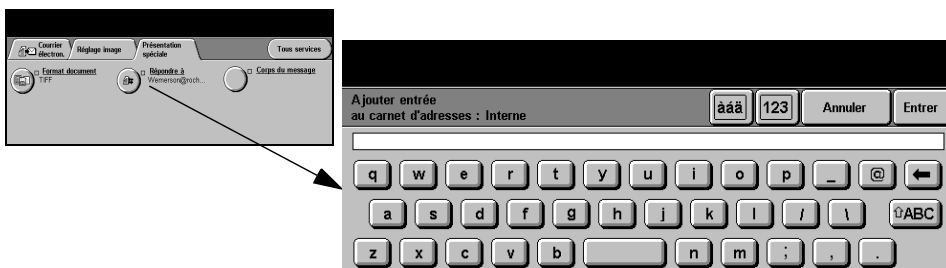 Courrier électron.
Réglage image
Présentation spéciale
Tous services
Format document
TIFF
Répondre à
Wemerson@roch...
Corps du message
Ajouter entrée
au carnet d'adresses : Interne
àáä
123
Annuler
Entrer
q w e r t y u i o p _ @
a s d f g h j k l / \ ⇧ABC
z x c v b n m ; , .